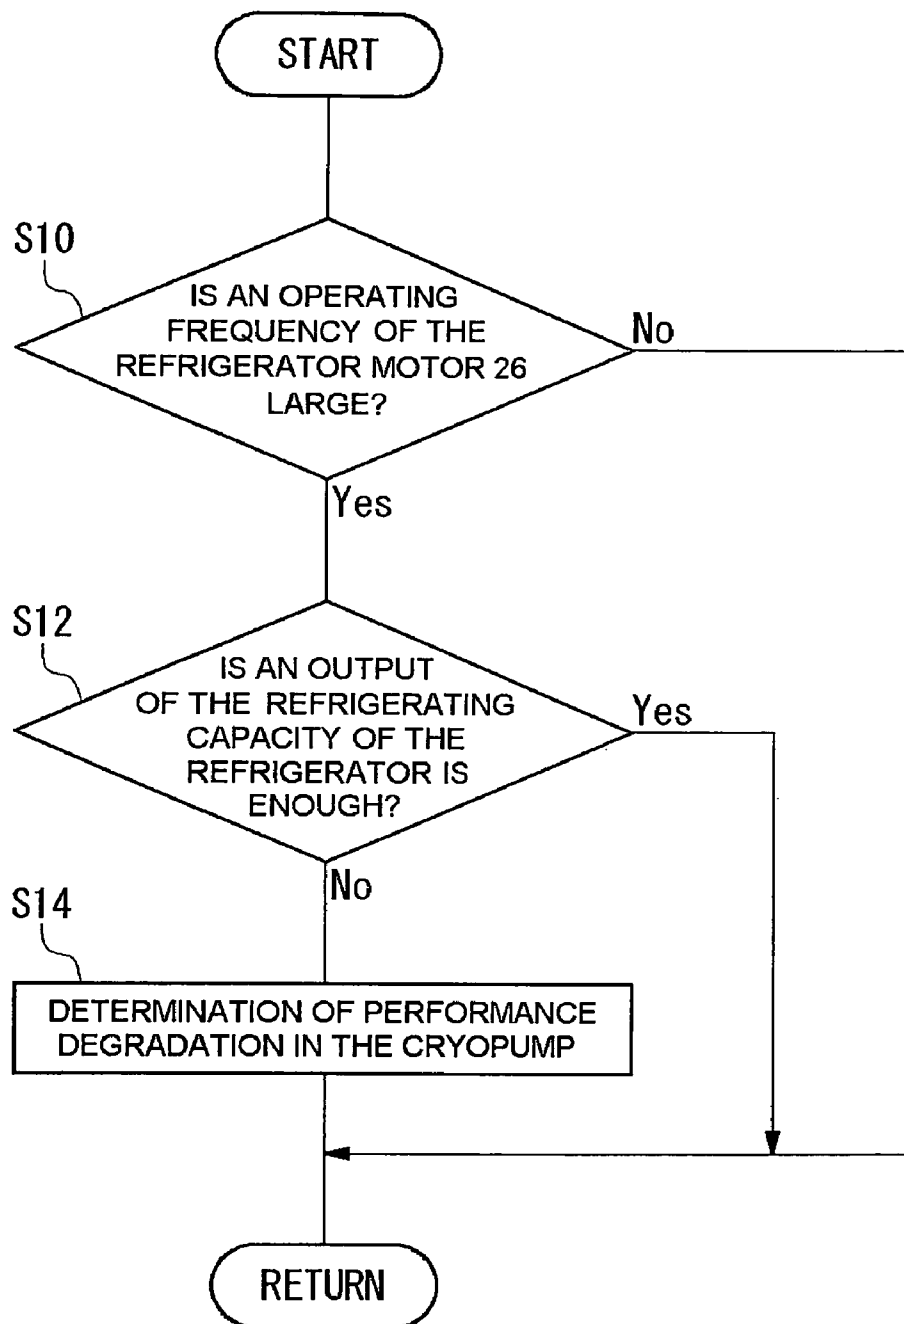 START
S10
IS AN OPERATING
FREQUENCY OF THE
REFRIGERATOR MOTOR 26
LARGE?
No
Yes
S12
IS AN OUTPUT
OF THE REFRIGERATING
CAPACITY OF THE
REFRIGERATOR IS
ENOUGH?
Yes
No
S14
DETERMINATION OF PERFORMANCE
DEGRADATION IN THE CRYOPUMP
RETURN